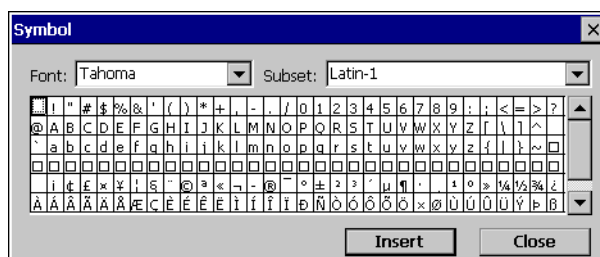 Symbol
Font: Tahoma Subset: Latin-1
! " # $ % & ' ( ) * + , - . / 0 1 2 3 4 5 6 7 8 9 : ; < = > ?
@ A B C D E F G H I J K L M N O P Q R S T U V W X Y Z [ \ ] ^ _
` a b c d e f g h i j k l m n o p q r s t u v w x y z { | } ~ □
□ □ □ □ □ □ □ □ □ □ □ □ □ □ □ □ □ □ □ □ □ □ □ □ □ □ □ □ □ □ □ □
¡ ¢ £ ¤ ¥ ¦ § ¨ © ª « ¬ - ® ¯ ° ± ² ³ ´ µ ¶ · ¸ ¹ º » ¼ ½ ¾ ¿
À Á Â Ã Ä Å Æ Ç È É Ê Ë Ì Í Î Ï Ð Ñ Ò Ó Ô Õ Ö × Ø Ù Ú Û Ü Ý Þ ß
Insert Close